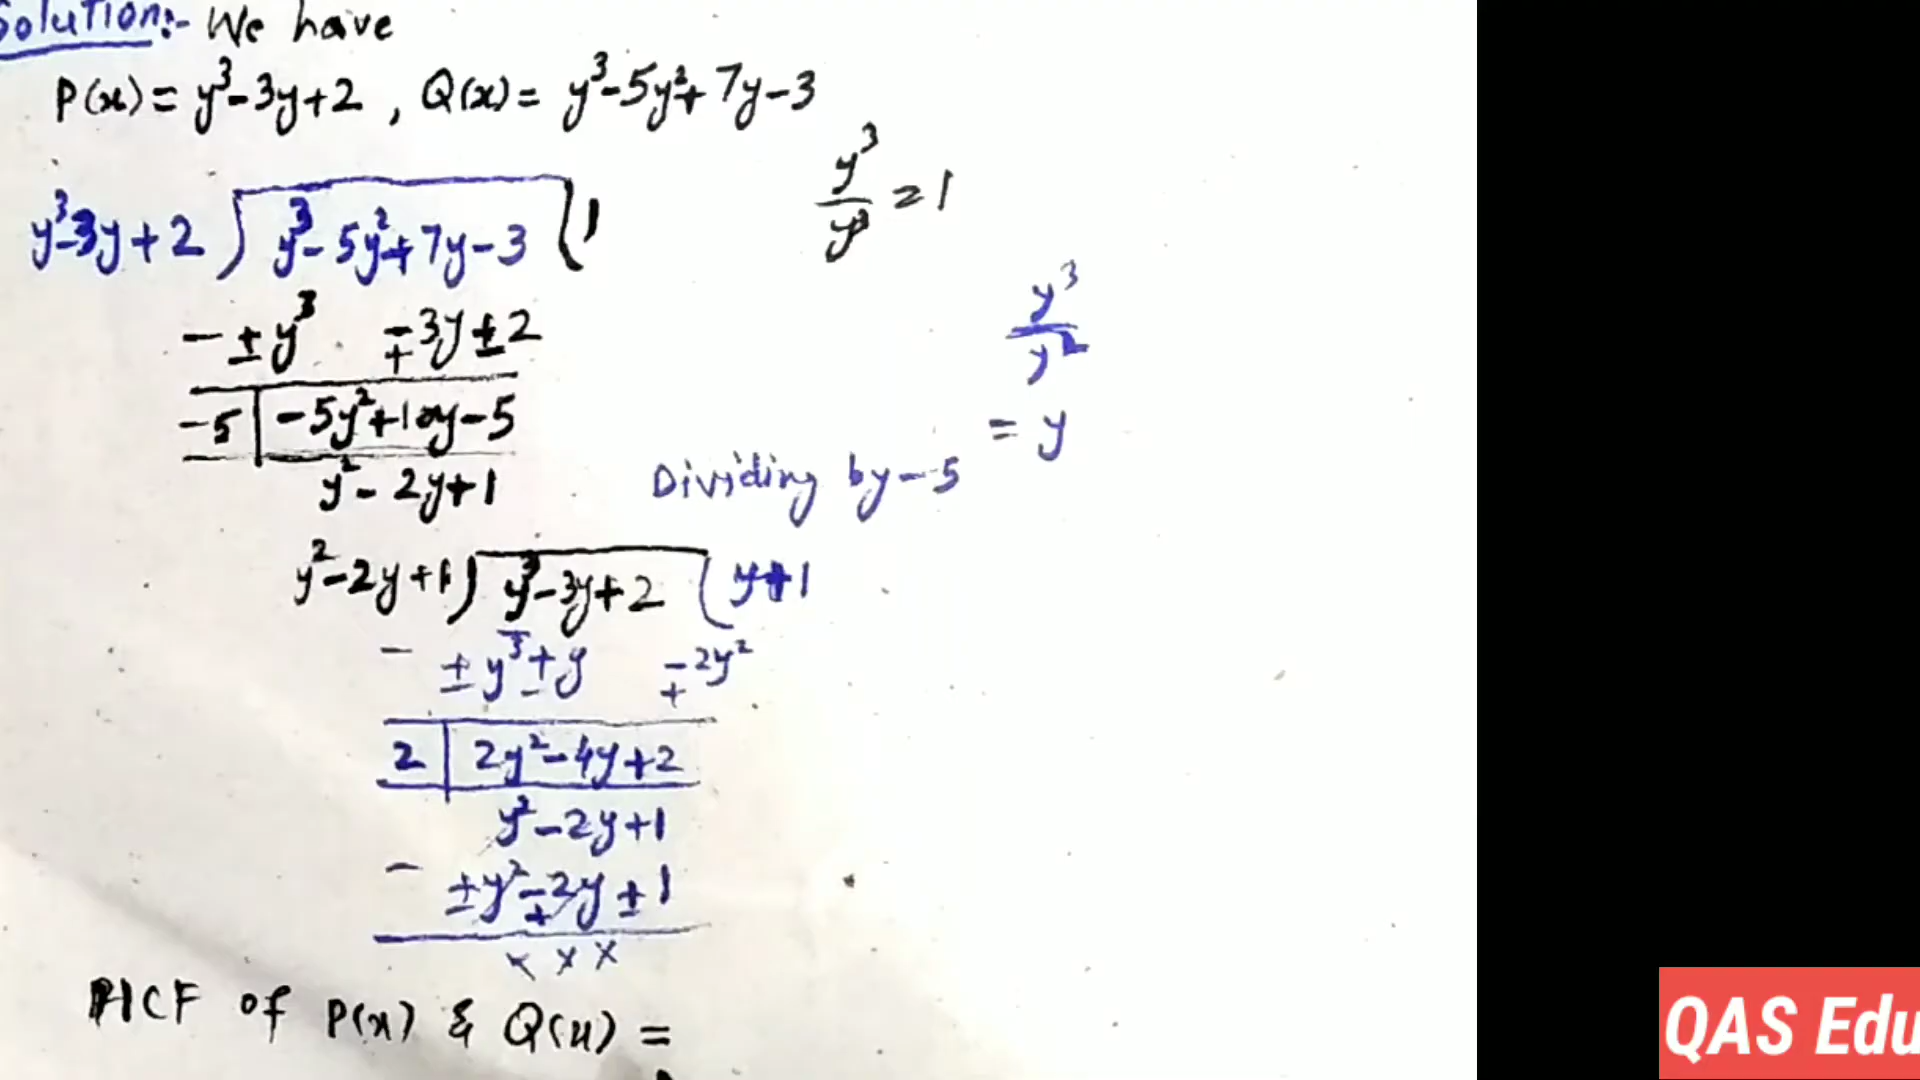 Solution:- We have
P(x) = y³-3y+2 , Q(x) = y³-5y²+7y-3
y³/y³ = 1
y³-3y+2 ) y³-5y²+7y-3 ( 1
- ±y³ ∓3y±2
-5 | -5y²+10y-5
y²-2y+1
y³/y²
= y
Dividing by -5
y²-2y+1 ) y³-3y+2 ( y+1
- ±y³±y ∓2y²
2 | 2y²-4y+2
y²-2y+1
- ±y²∓2y±1
x x x
HCF of P(x) & Q(x) =
QAS Edu